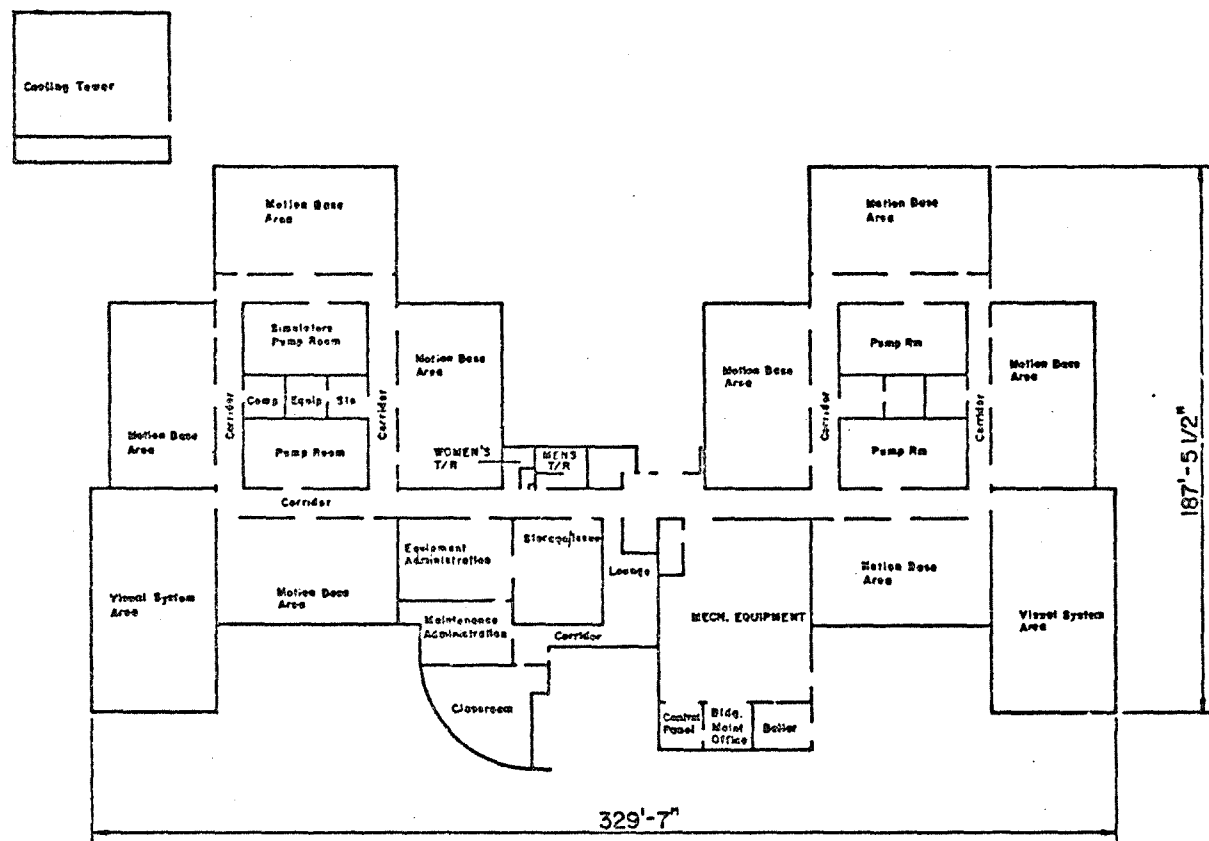 Cooling Tower
Motion Base
Area
Motion Base
Area
Simulators
Pump Room
Pump Rm
Motion Base
Area
Motion Base
Area
Motion Base
Area
Comp
Equip
Sto
Corridor
Corridor
Corridor
Corridor
Motion Base
Area
WOMEN'S
T/R
MENS
T/R
Pump Room
Pump Rm
187'-5 1/2"
Corridor
Equipment
Administration
Storage/Issue
Lounge
Motion Base
Area
Visual System
Area
Motion Base
Area
Maintenance
Administration
Corridor
MECH. EQUIPMENT
Visual System
Area
Classroom
Control
Panel
Bldg.
Maint
Office
Boiler
329'-7"